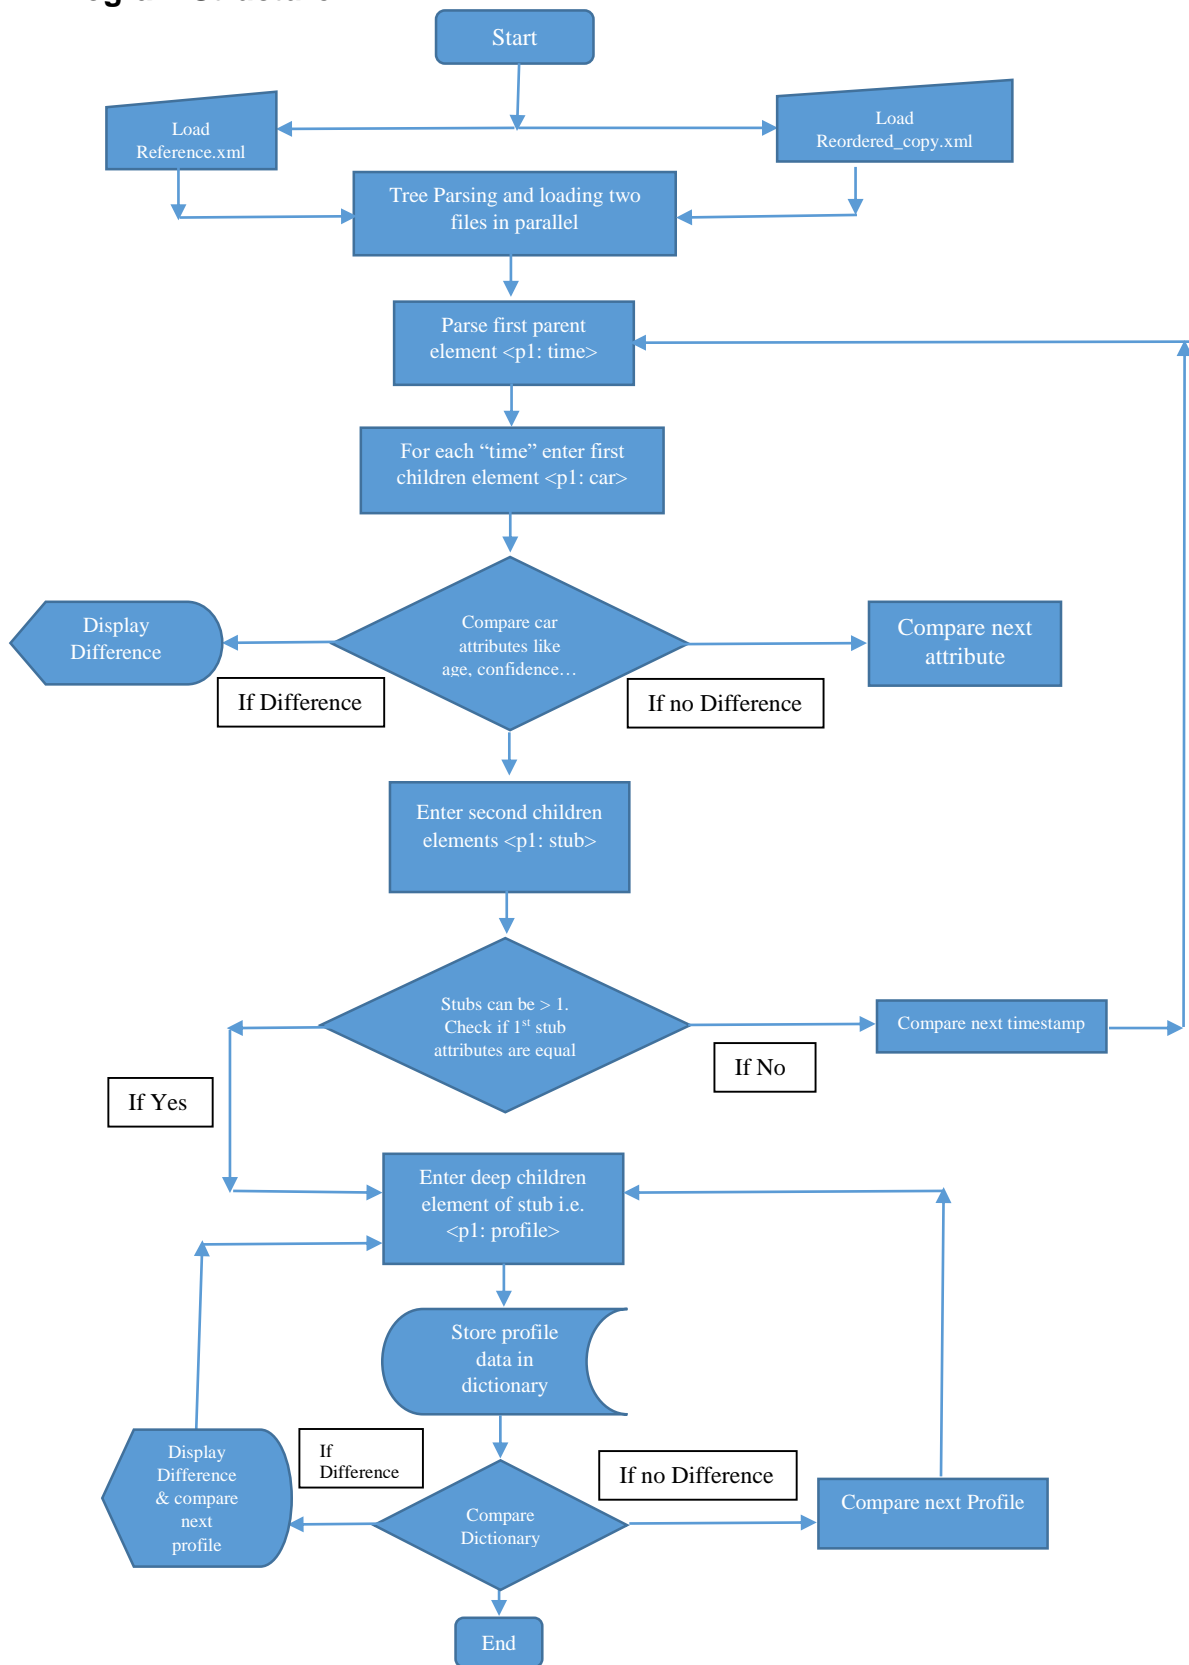 Start
Load
Reference.xml
Load
Reordered_copy.xml
Tree Parsing and loading two
files in parallel
Parse first parent
element <p1: time>
For each “time” enter first
children element <p1: car>
Compare car
attributes like
age, confidence…
Display
Difference
Compare next
attribute
If Difference
If no Difference
Enter second children
elements <p1: stub>
Stubs can be > 1.
Check if 1st stub
attributes are equal
Compare next timestamp
If No
If Yes
Enter deep children
element of stub i.e.
<p1: profile>
Store profile
data in
dictionary
If
Difference
If no Difference
Display
Difference
& compare
next
profile
Compare
Dictionary
Compare next Profile
End